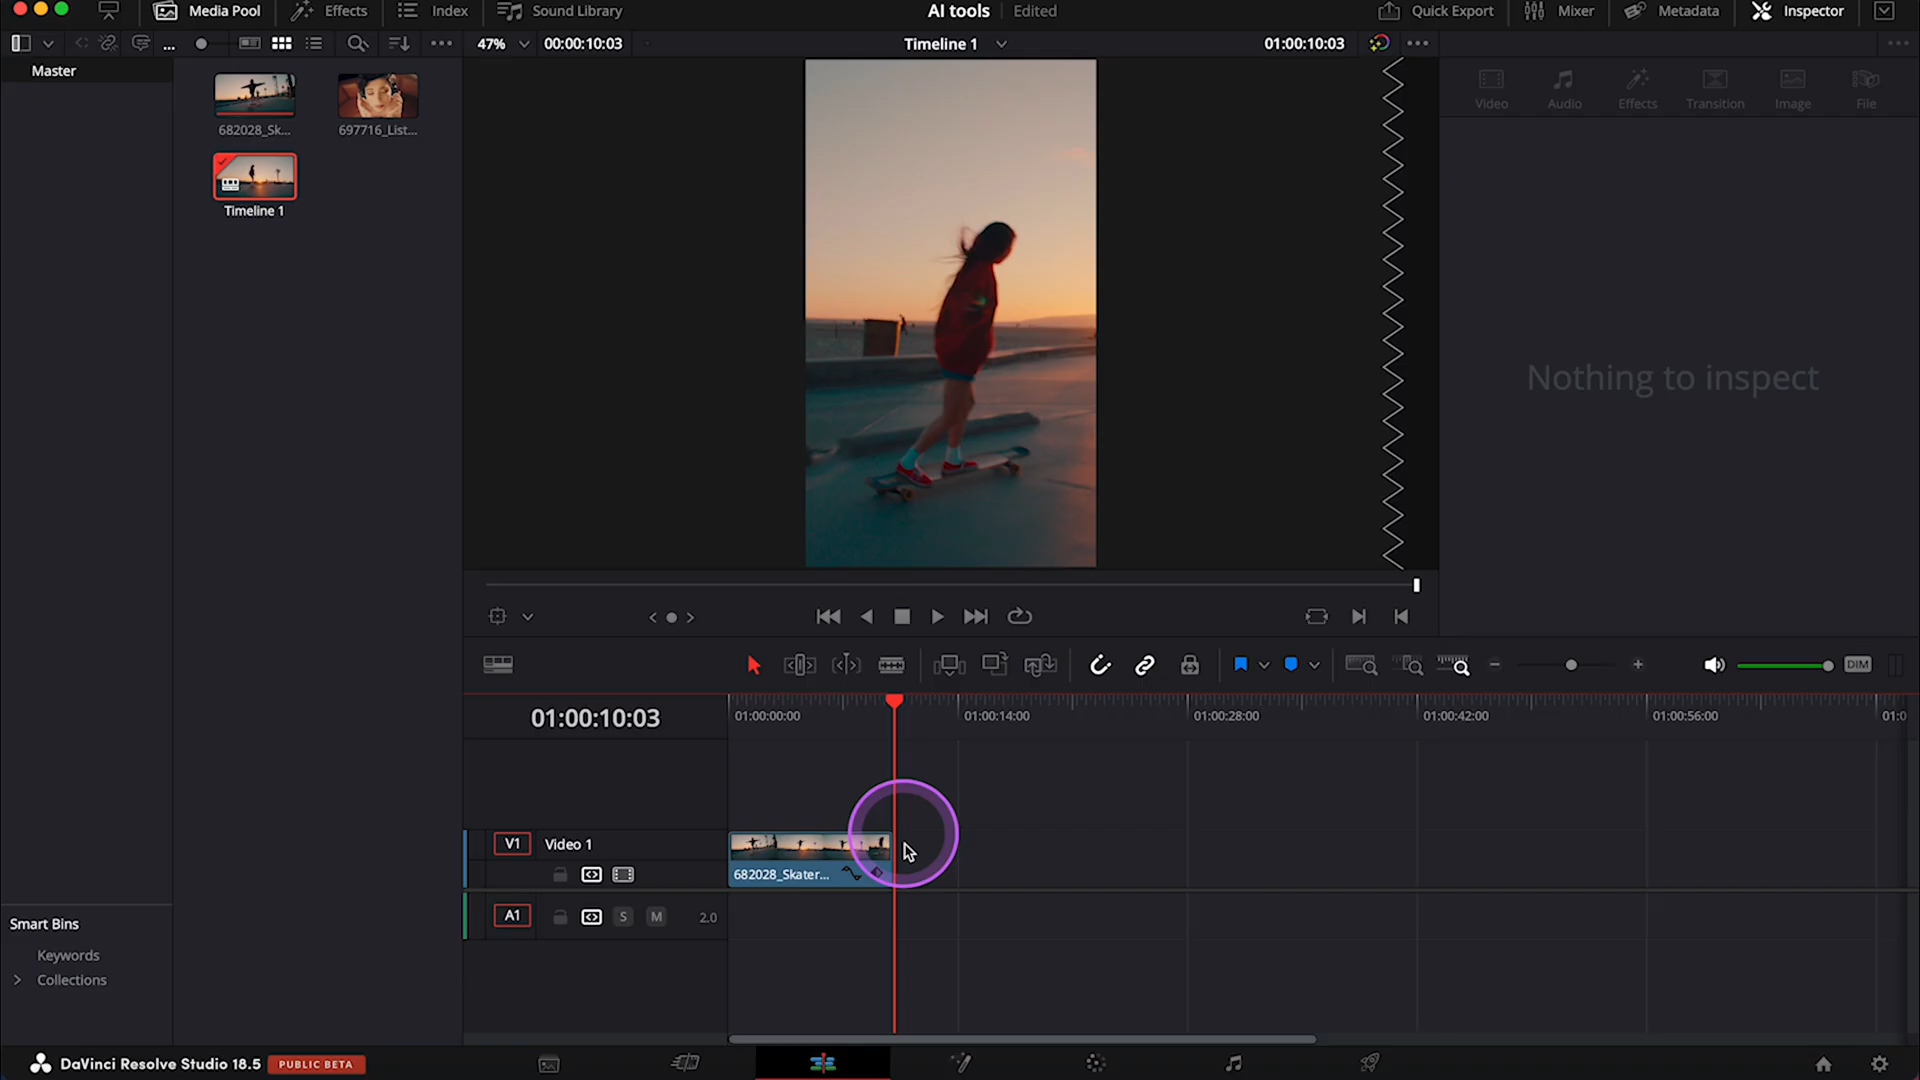 Media Pool Effects Index Sound Library AI tools Edited Quick Export Mixer Metadata Inspector
... 47% 00:00:10:03 Timeline 1 01:00:10:03
Master
Video Audio Effects Transition Image File
682028_Sk... 697716_List...
Timeline 1
Nothing to inspect
DIM
01:00:10:03 01:00:00:00 01:00:14:00 01:00:28:00 01:00:42:00 01:00:56:00 01:0
V1 Video 1
682028_Skater...
A1 S M 2.0
Smart Bins
Keywords
Collections
DaVinci Resolve Studio 18.5 PUBLIC BETA